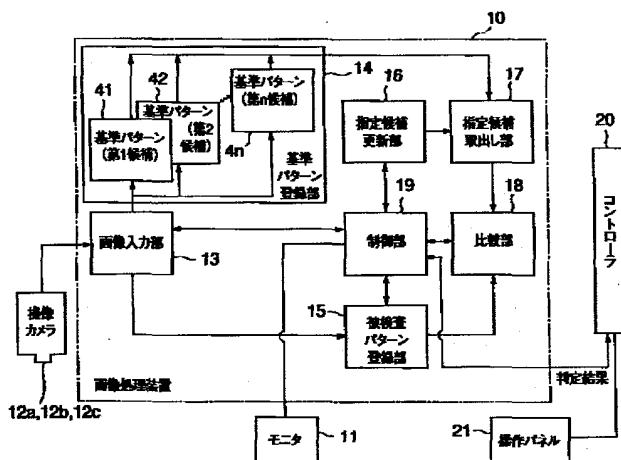 10
14
41
42
基準パターン
(第1候補)
基準パターン
(第2
候補)
基準パターン
(第n候補)
4n
基準
パターン
登録部
16
指定候補
更新部
17
指定候補
取出し部
20
コントローラ
画像入力部
13
19
制御部
18
比較部
撮像
カメラ
12a,12b,12c
15
被検査
パターン
登録部
画像処理装置
判定結果
モニタ
11
21
操作パネル